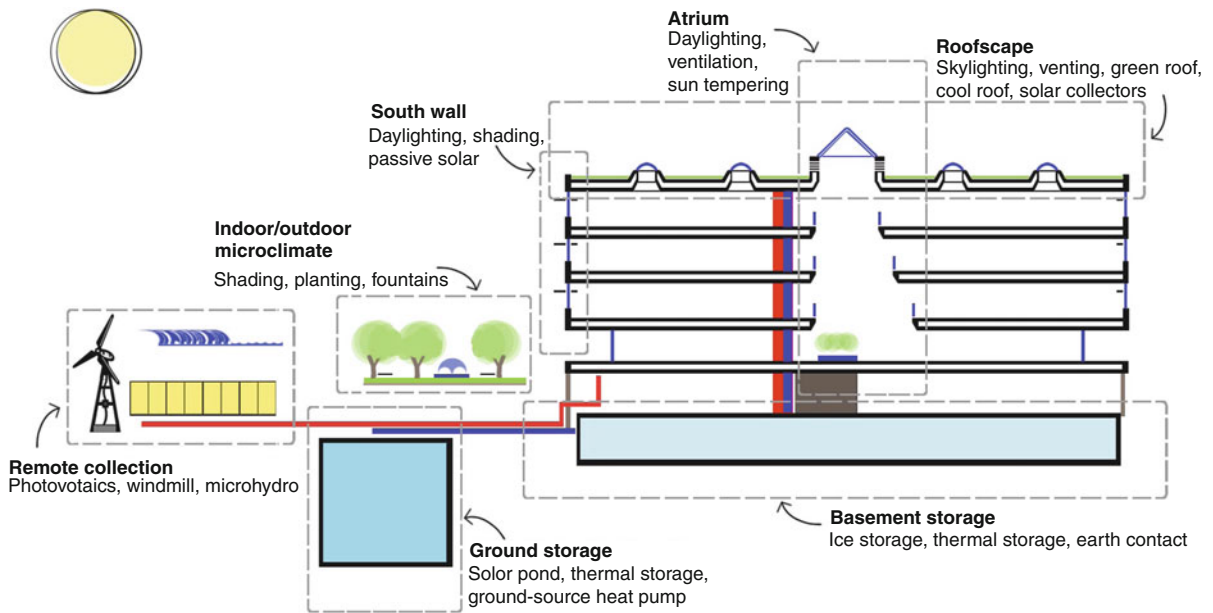 Atrium
Daylighting,
ventilation,
sun tempering
Roofscape
Skylighting, venting, green roof,
cool roof, solar collectors
South wall
Daylighting, shading,
passive solar
Indoor/outdoor
microclimate
Shading, planting, fountains
Remote collection
Photovotaics, windmill, microhydro
Ground storage
Solor pond, thermal storage,
ground-source heat pump
Basement storage
Ice storage, thermal storage, earth contact